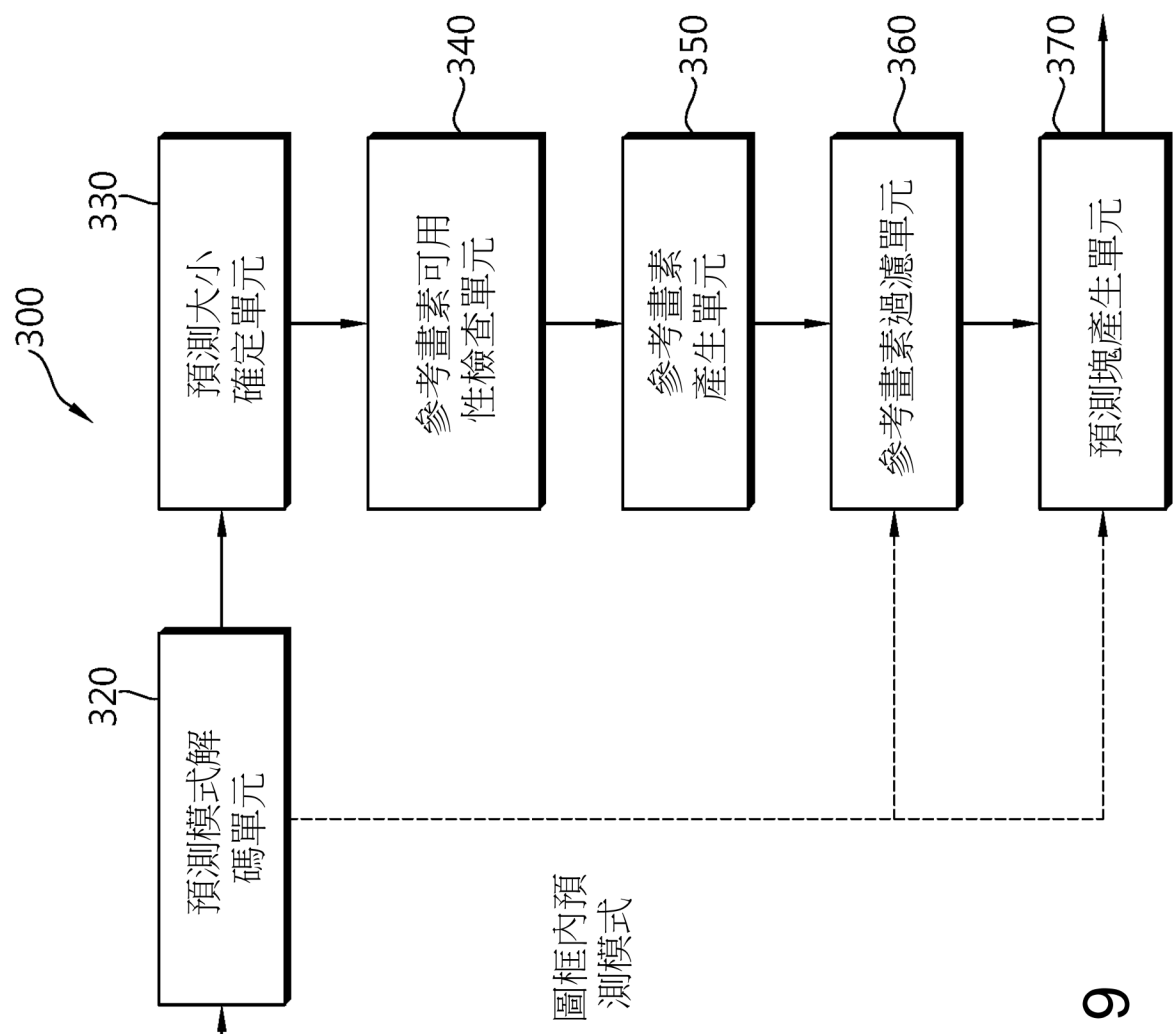 300
320
預測模式解
碼單元
330
預測大小
確定單元
340
參考畫素可用
性檢查單元
350
參考畫素
產生單元
360
參考畫素過濾單元
370
預測塊產生單元
圖框內預
測模式
6